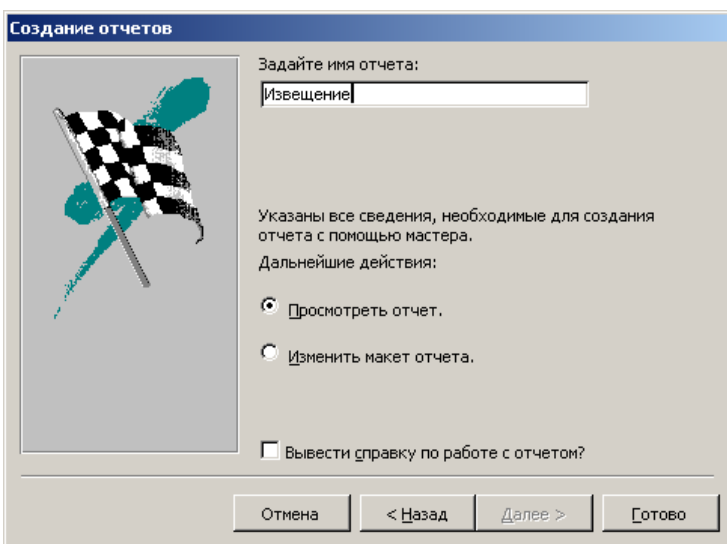 Создание отчетов
Задайте имя отчета:
Извещение
Указаны все сведения, необходимые для создания
отчета с помощью мастера.
Дальнейшие действия:
Просмотреть отчет.
Изменить макет отчета.
Вывести справку по работе с отчетом?
Отмена
< Назад
Далее >
Готово